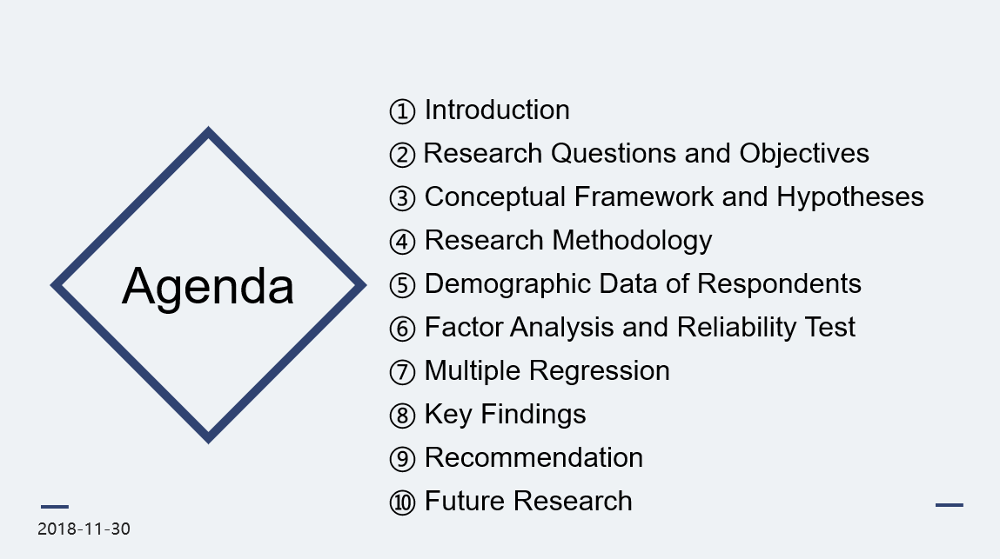 Agenda
① Introduction
② Research Questions and Objectives
③ Conceptual Framework and Hypotheses
④ Research Methodology
⑤ Demographic Data of Respondents
⑥ Factor Analysis and Reliability Test
⑦ Multiple Regression
⑧ Key Findings
⑨ Recommendation
⑩ Future Research
2018-11-30